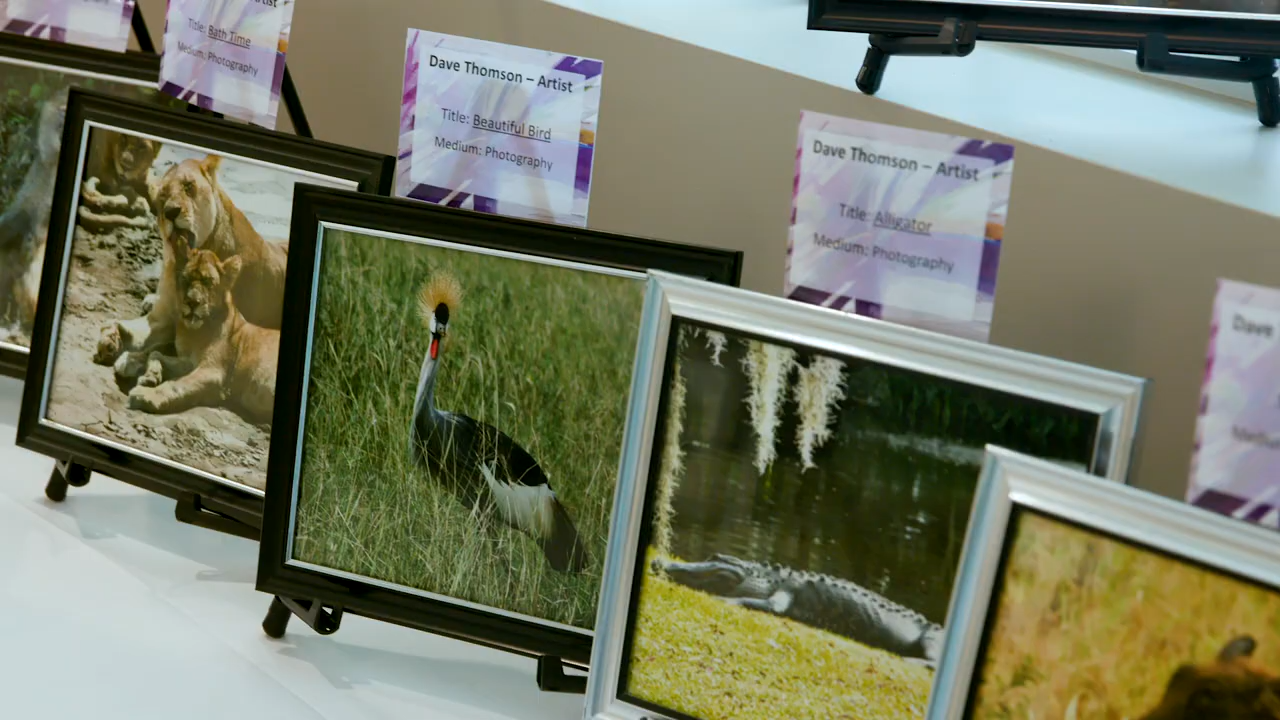 Artist
Title: Bath Time
Medium: Photography
Dave Thomson – Artist
Title: Beautiful Bird
Medium: Photography
Dave Thomson – Artist
Title: Alligator
Medium: Photography
Dave